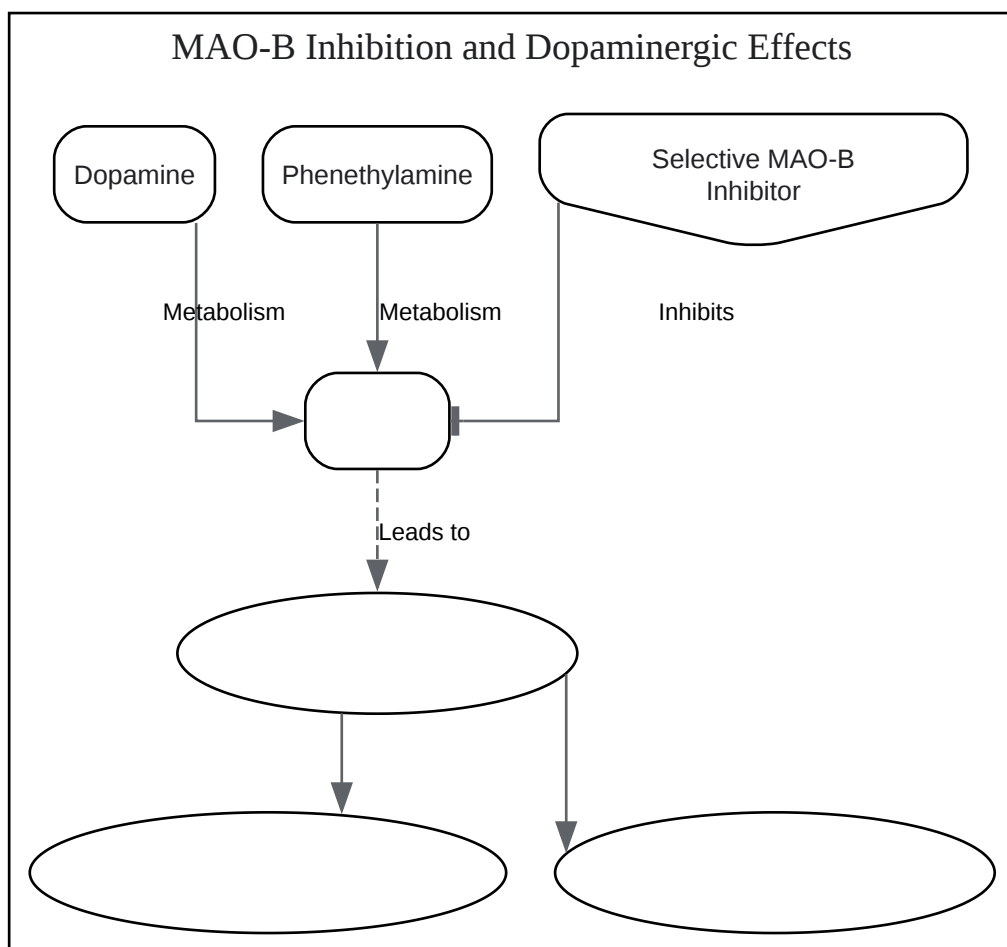 MAO-B Inhibition and Dopaminergic Effects
Dopamine
Phenethylamine
Selective MAO-B
Inhibitor
Metabolism
Metabolism
Inhibits
Leads to